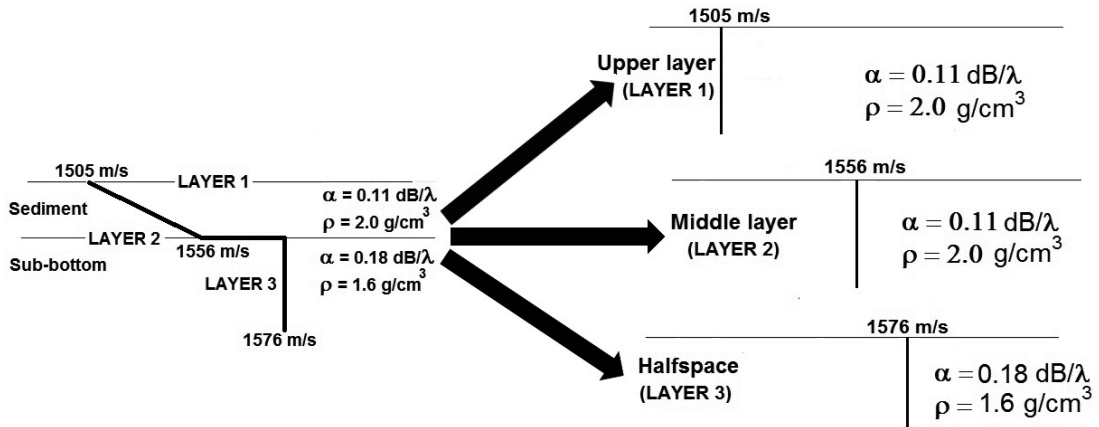 1505 m/s
LAYER 1
Sediment
α = 0.11 dB/λ
ρ = 2.0 g/cm³
LAYER 2
1556 m/s
Sub-bottom
α = 0.18 dB/λ
ρ = 1.6 g/cm³
LAYER 3
1576 m/s
1505 m/s
Upper layer
(LAYER 1)
α = 0.11 dB/λ
ρ = 2.0 g/cm³
1556 m/s
Middle layer
(LAYER 2)
α = 0.11 dB/λ
ρ = 2.0 g/cm³
1576 m/s
Halfspace
(LAYER 3)
α = 0.18 dB/λ
ρ = 1.6 g/cm³